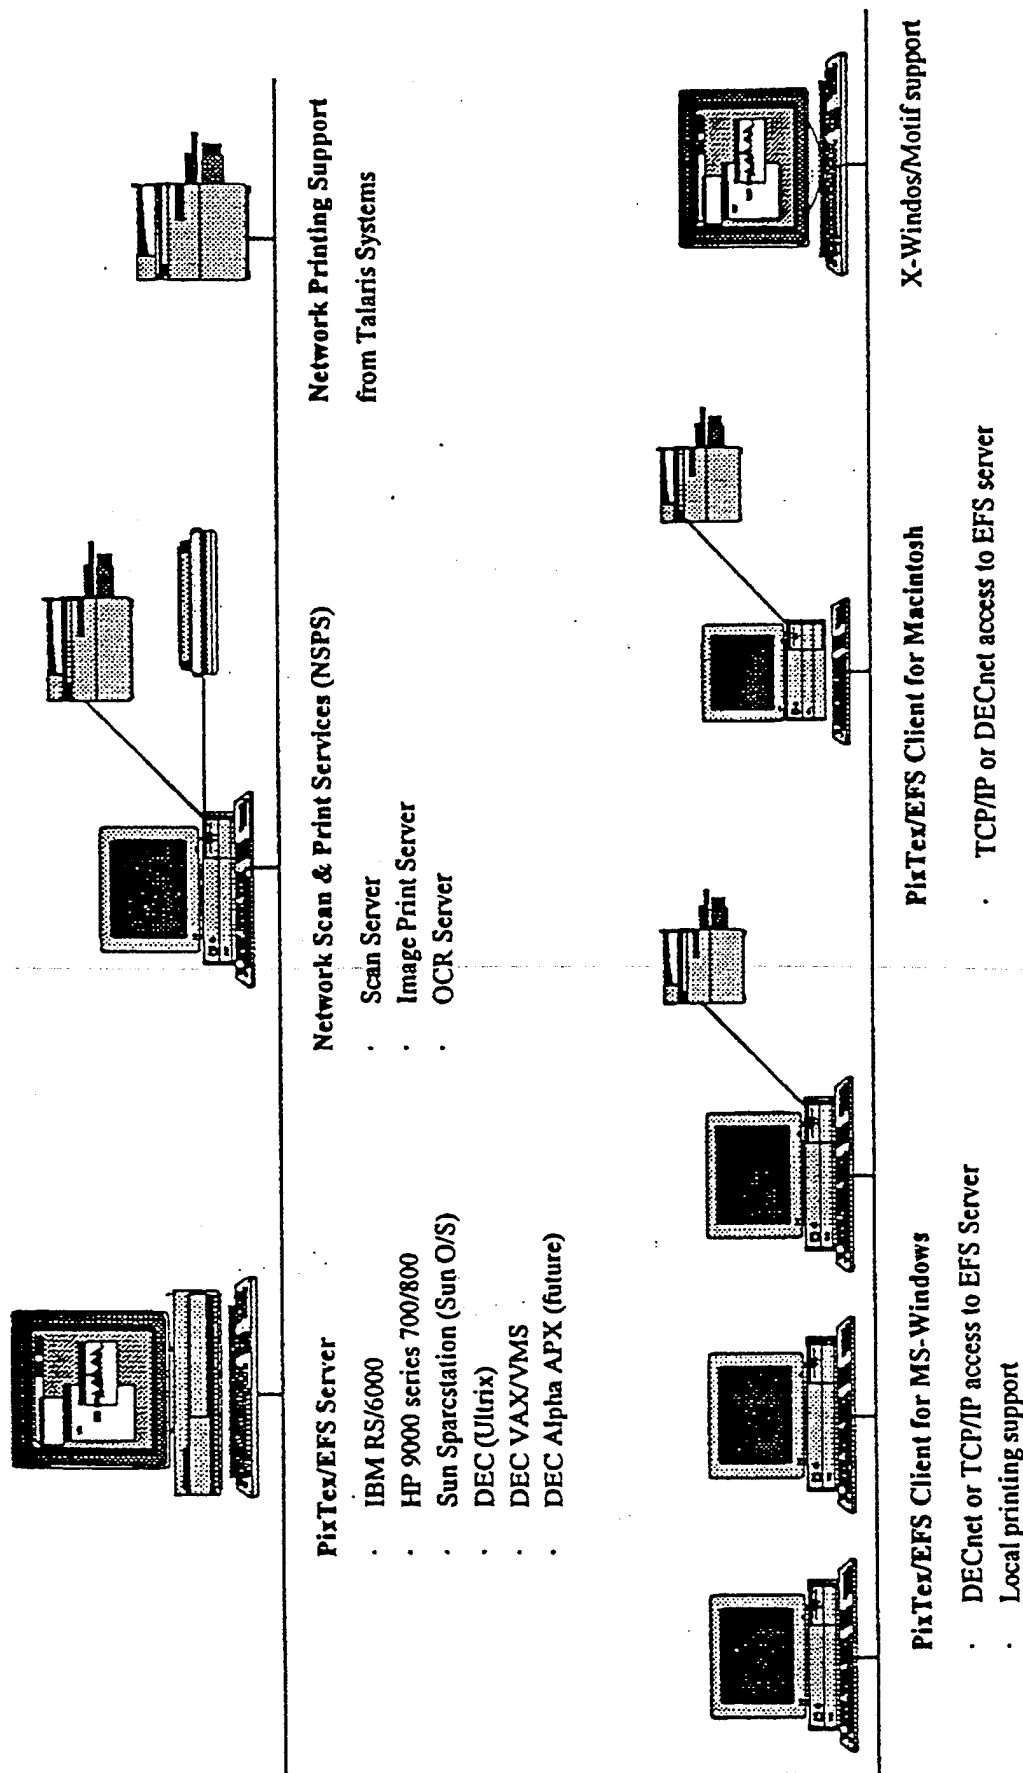 PixTex/EFS Server
· IBM RS/6000
· HP 9000 series 700/800
· Sun Sparcstation (Sun O/S)
· DEC (Ultrix)
· DEC VAX/VMS
· DEC Alpha APX (future)
Network Scan & Print Services (NSPS)
· Scan Server
· Image Print Server
· OCR Server
Network Printing Support
from Talaris Systems
PixTex/EFS Client for MS-Windows
· DECnet or TCP/IP access to EFS Server
· Local printing support
PixTex/EFS Client for Macintosh
· TCP/IP or DECnet access to EFS server
X-Windos/Motif support